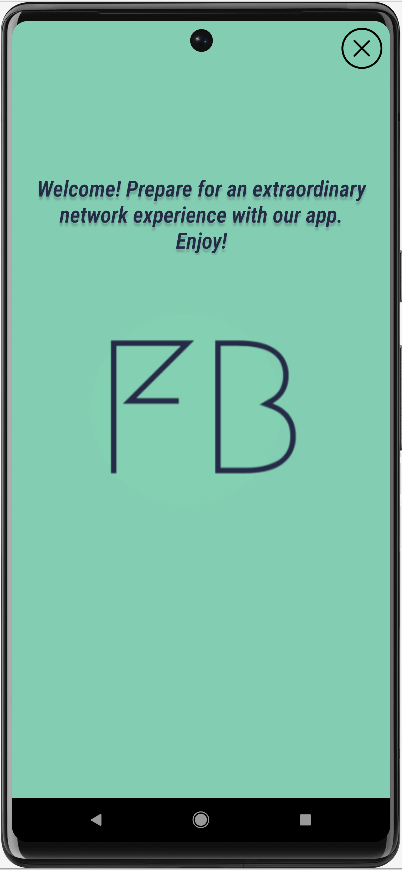 Welcome! Prepare for an extraordinary
network experience with our app.
Enjoy!
FB